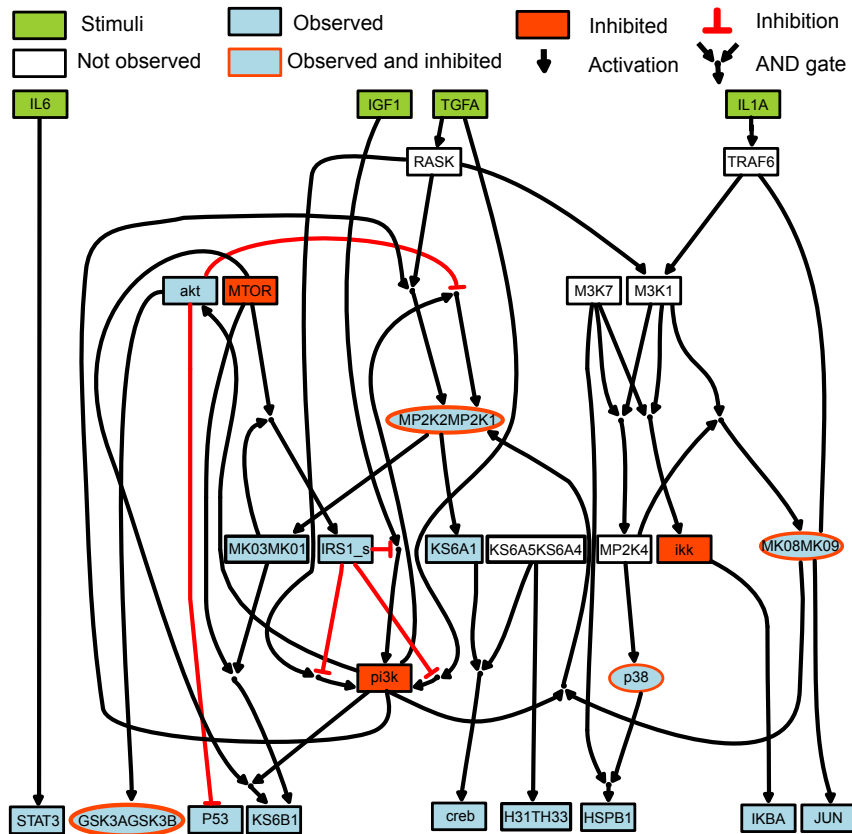 Stimuli Observed Inhibited Inhibition
Not observed Observed and inhibited Activation AND gate
IL6 IGF1 TGFA IL1A
RASK TRAF6
akt MTOR M3K7 M3K1
MP2K2MP2K1
MK03MK01 IRS1_s KS6A1 KS6A5KS6A4 MP2K4 ikk MK08MK09
pi3k p38
STAT3 GSK3AGSK3B P53 KS6B1 creb H31TH33 HSPB1 IKBA JUN